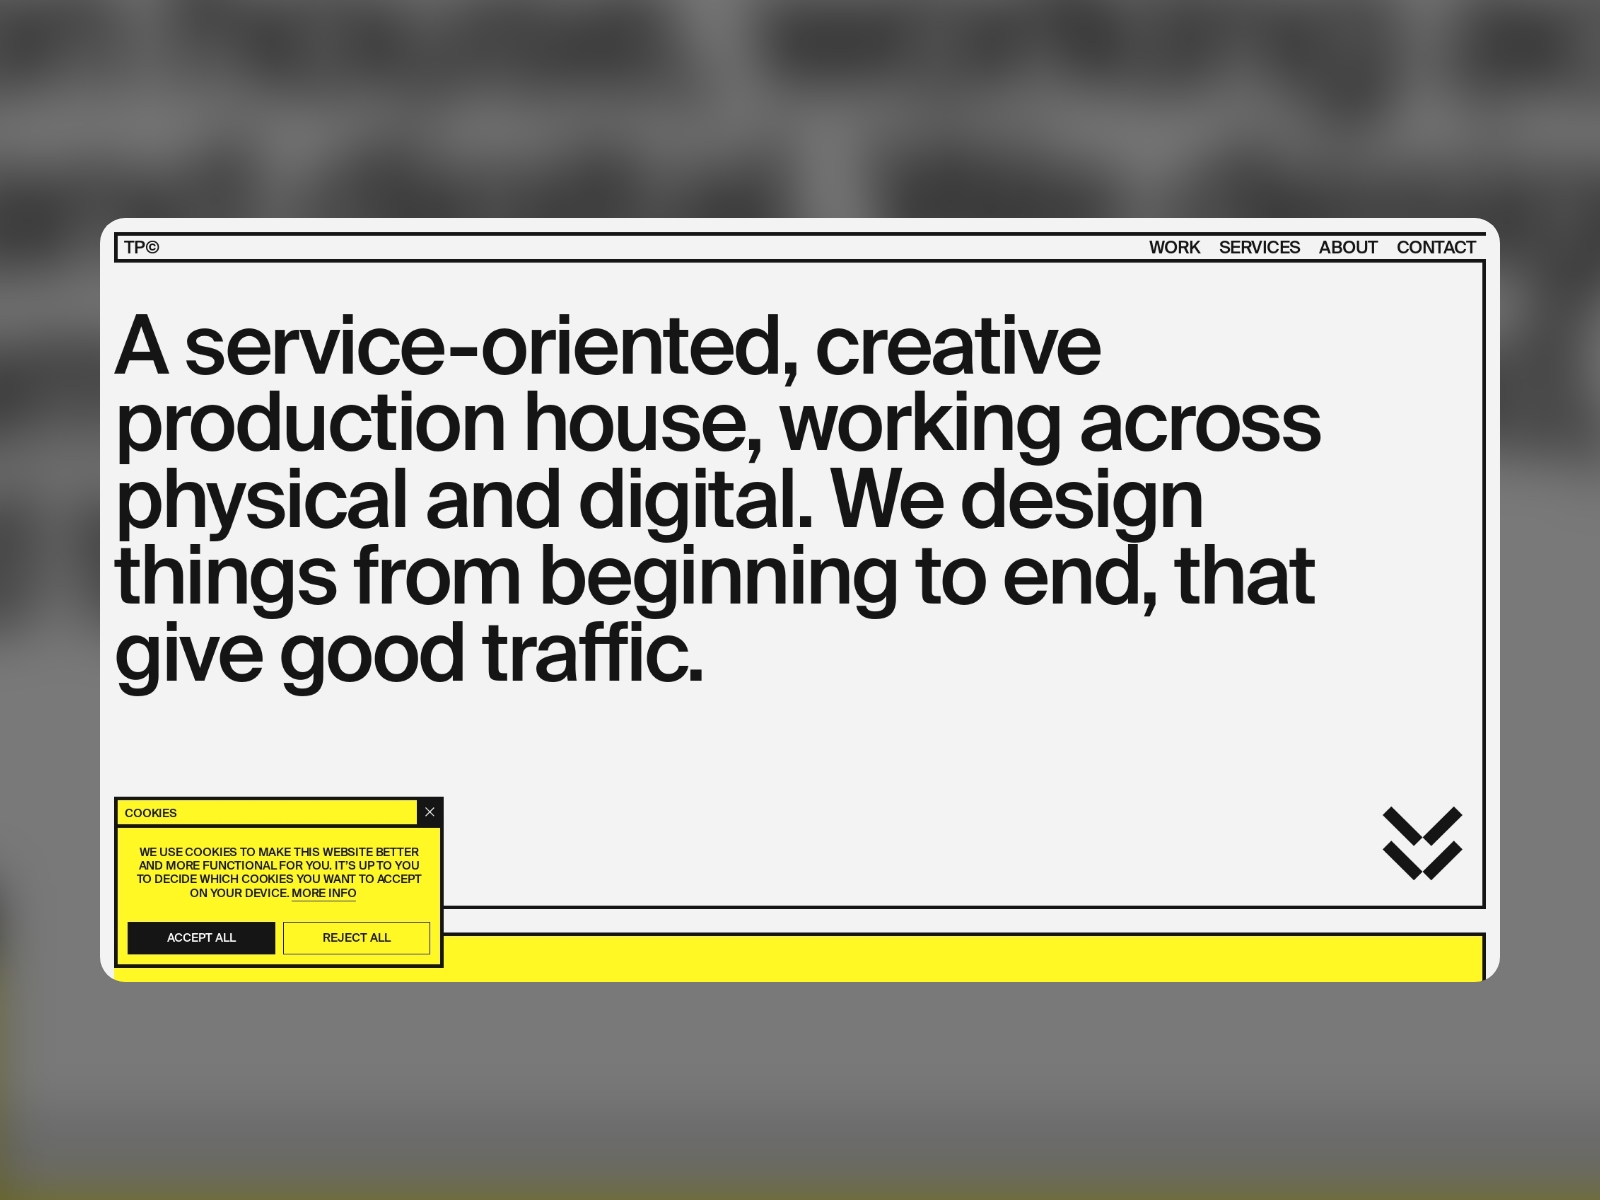 TP©
WORK SERVICES ABOUT CONTACT
A service-oriented, creative
production house, working across
physical and digital. We design
things from beginning to end, that
give good traffic.
COOKIES
WE USE COOKIES TO MAKE THIS WEBSITE BETTER
AND MORE FUNCTIONAL FOR YOU. IT'S UP TO YOU
TO DECIDE WHICH COOKIES YOU WANT TO ACCEPT
ON YOUR DEVICE. MORE INFO
ACCEPT ALL
REJECT ALL